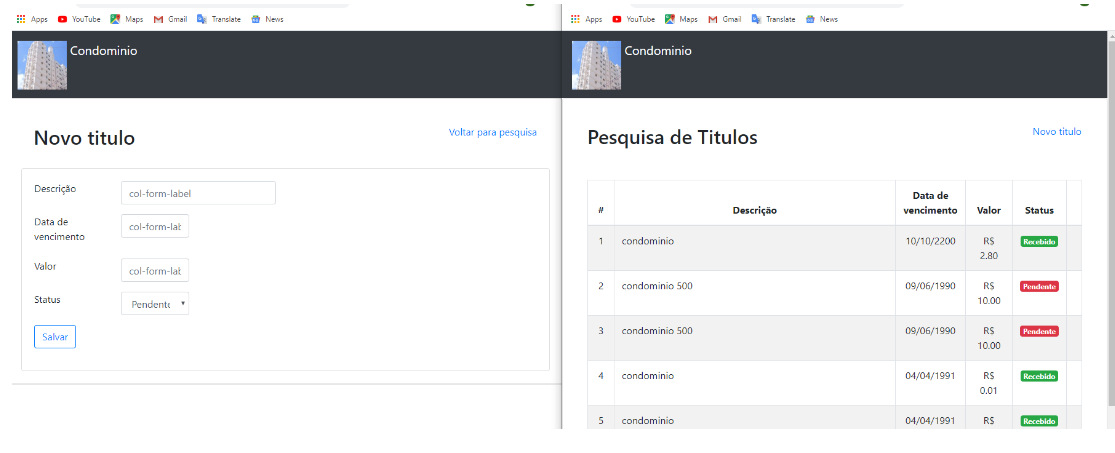 Apps YouTube Maps Gmail Translate News
Condominio
Novo titulo
Voltar para pesquisa
Descrição
col-form-label
Data de
vencimento
col-form-lab
Valor
col-form-lab
Status
Pendente
Salvar
Apps YouTube Maps Gmail Translate News
Condominio
Pesquisa de Titulos
Novo titulo
# Descrição Data de vencimento Valor Status
1 condominio 10/10/2200 R$ 2.80 Recebido
2 condominio 500 09/06/1990 R$ 10.00 Pendente
3 condominio 500 09/06/1990 R$ 10.00 Pendente
4 condominio 04/04/1991 R$ 0.01 Recebido
5 condominio 04/04/1991 R$ Recebido